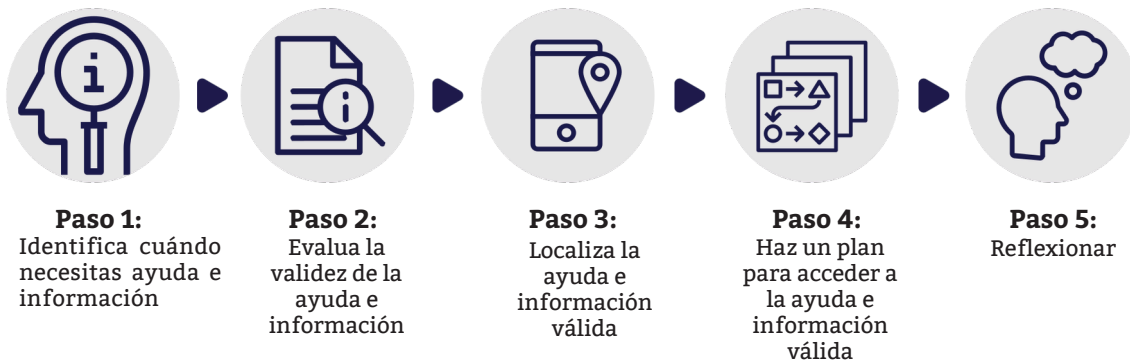 Paso 1:
Identifica cuándo
necesitas ayuda e
información
Paso 2:
Evalua la
validez de la
ayuda e
información
Paso 3:
Localiza la
ayuda e
información
válida
Paso 4:
Haz un plan
para acceder a
la ayuda e
información
válida
Paso 5:
Reflexionar